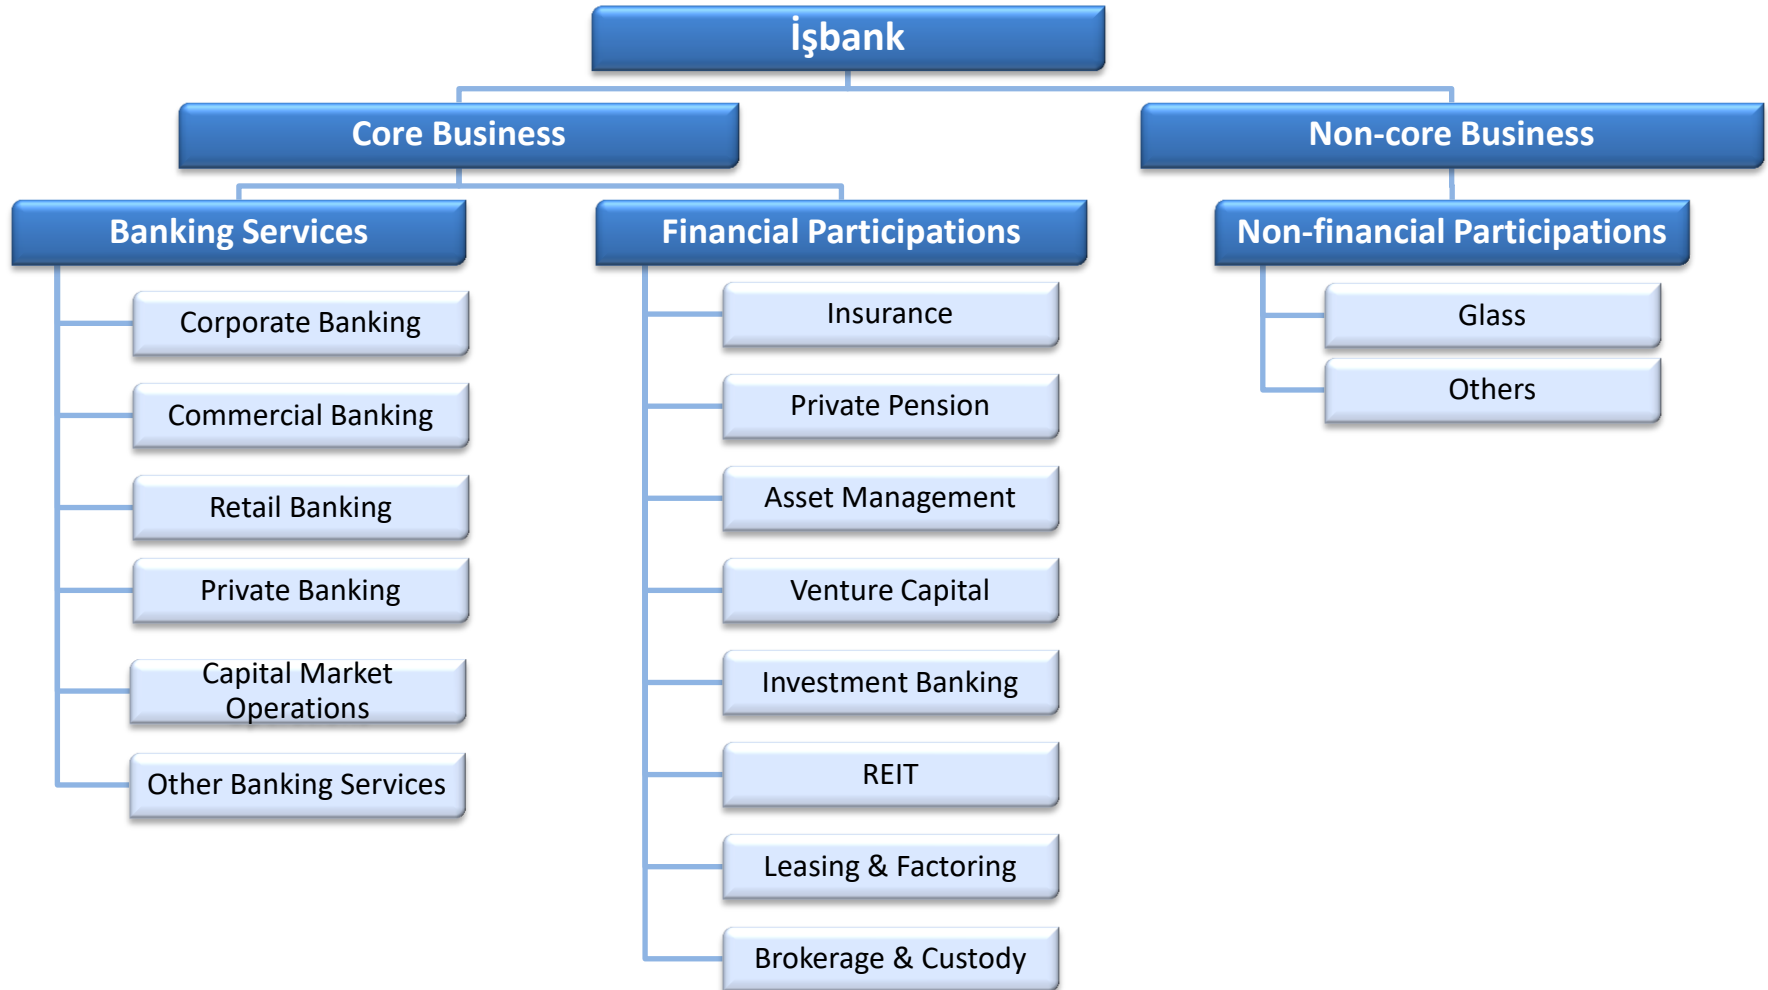 İşbank
Core Business
Non-core Business
Banking Services
Financial Participations
Non-financial Participations
Corporate Banking
Commercial Banking
Retail Banking
Private Banking
Capital Market
Operations
Other Banking Services
Insurance
Private Pension
Asset Management
Venture Capital
Investment Banking
REIT
Leasing & Factoring
Brokerage & Custody
Glass
Others